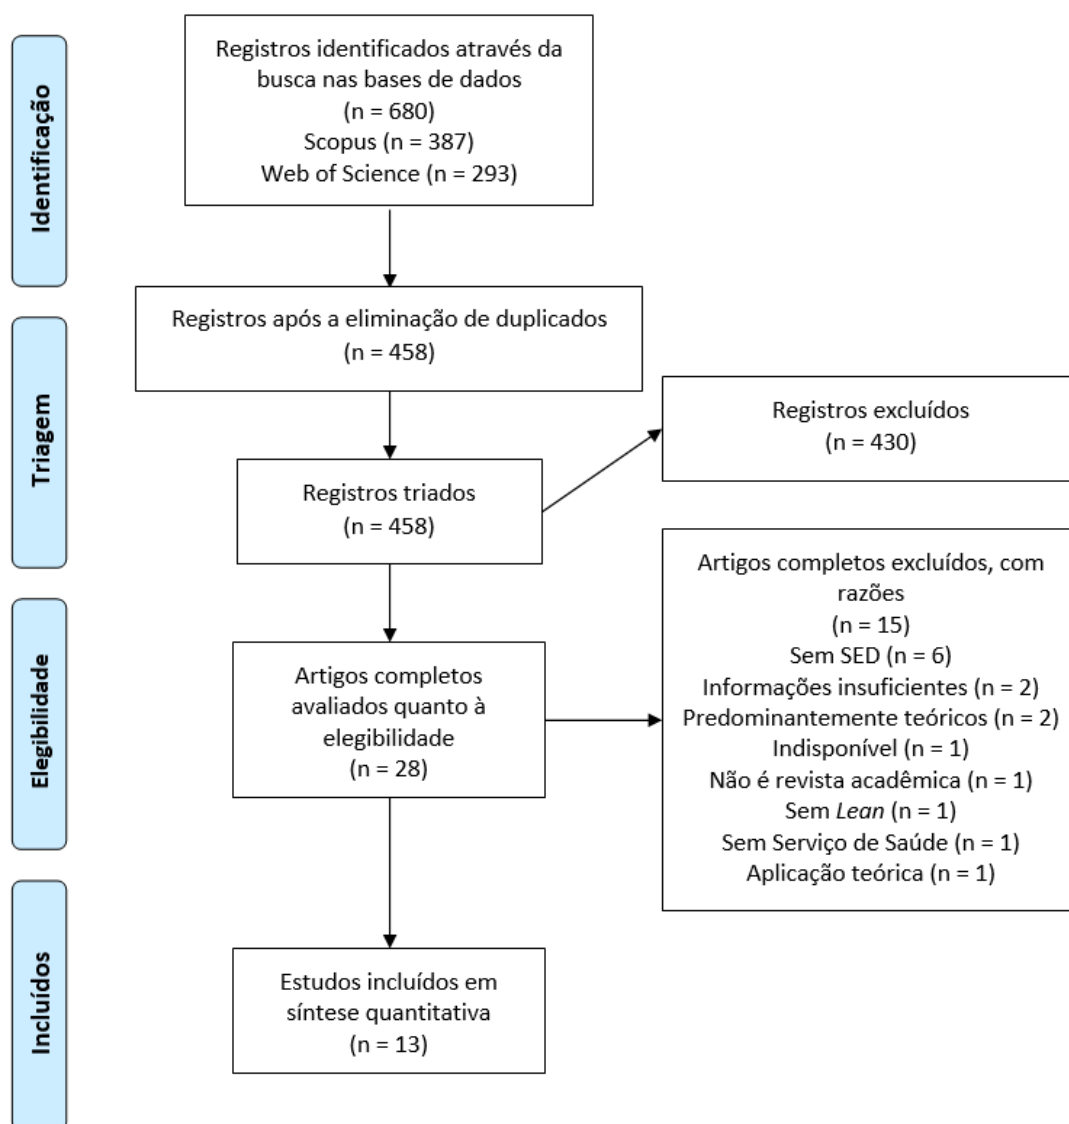 Identificação
Registros identificados através da
busca nas bases de dados
(n = 680)
Scopus (n = 387)
Web of Science (n = 293)
Registros após a eliminação de duplicados
(n = 458)
Triagem
Registros triados
(n = 458)
Registros excluídos
(n = 430)
Elegibilidade
Artigos completos
avaliados quanto à
elegibilidade
(n = 28)
Artigos completos excluídos, com
razões
(n = 15)
Sem SED (n = 6)
Informações insuficientes (n = 2)
Predominantemente teóricos (n = 2)
Indisponível (n = 1)
Não é revista acadêmica (n = 1)
Sem Lean (n = 1)
Sem Serviço de Saúde (n = 1)
Aplicação teórica (n = 1)
Incluídos
Estudos incluídos em
síntese quantitativa
(n = 13)